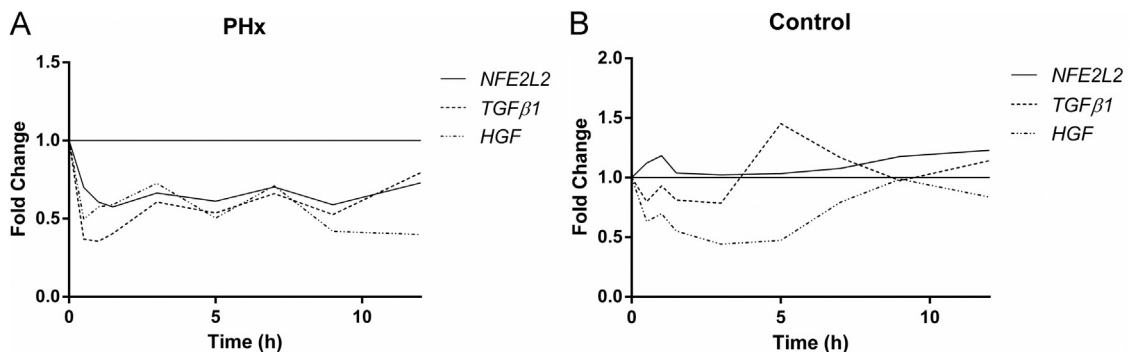 A
PHx
1.5
1.0
0.5
0.0
Fold Change
0
5
10
Time (h)
NFE2L2
TGFβ1
HGF
B
Control
2.0
1.5
1.0
0.5
0.0
Fold Change
0
5
10
Time (h)
NFE2L2
TGFβ1
HGF